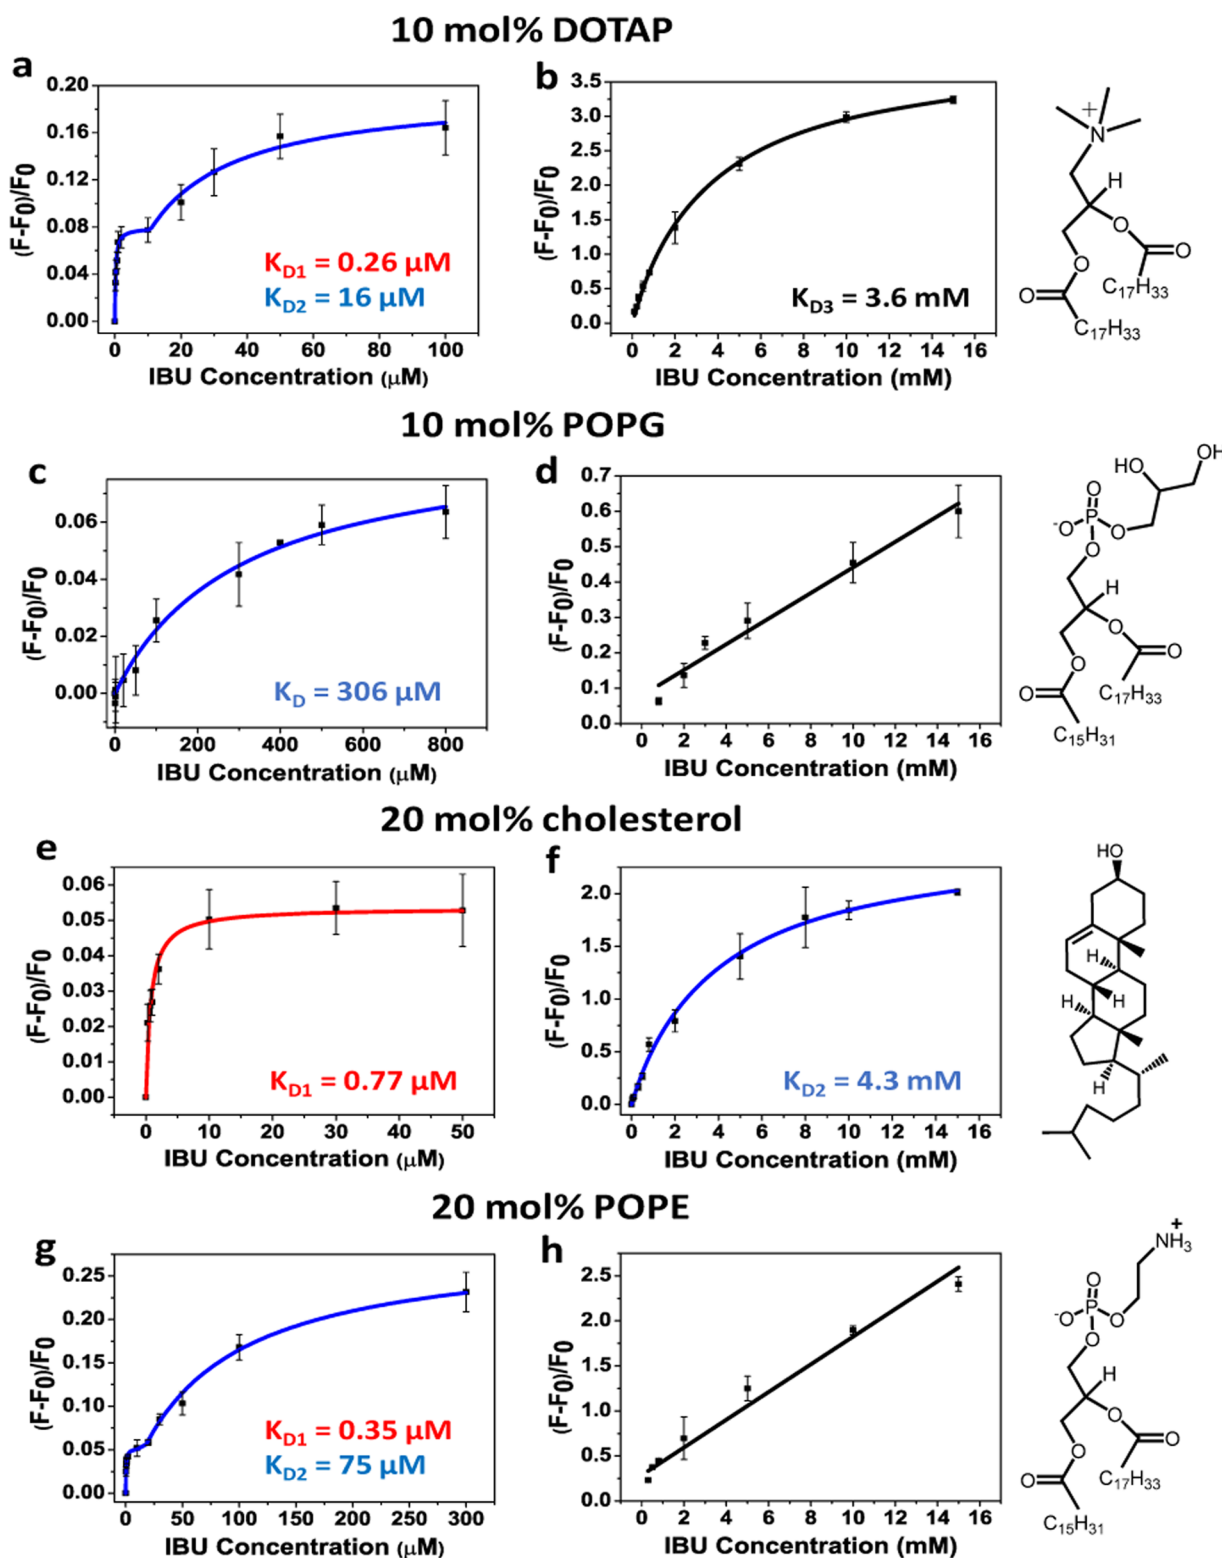 10 mol% DOTAP
a
0.20
0.16
0.12
0.08
0.04
0.00
(F-F0)/F0
K_D1 = 0.26 µM
K_D2 = 16 µM
0 20 40 60 80 100
IBU Concentration (µM)
b
3.5
3.0
2.5
2.0
1.5
1.0
0.5
0.0
(F-F0)/F0
K_D3 = 3.6 mM
0 2 4 6 8 10 12 14 16
IBU Concentration (mM)
+
N
H
O
O
O
O
C17H33
C17H33
10 mol% POPG
c
0.06
0.04
0.02
0.00
(F-F0)/F0
K_D = 306 µM
0 200 400 600 800
IBU Concentration (µM)
d
0.7
0.6
0.5
0.4
0.3
0.2
0.1
0.0
(F-F0)/F0
0 2 4 6 8 10 12 14 16
IBU Concentration (mM)
OH
HO
O
-O P O
O
H
O
O
O
O
C17H33
C15H31
20 mol% cholesterol
e
0.06
0.05
0.04
0.03
0.02
0.01
0.00
(F-F0)/F0
K_D1 = 0.77 µM
0 10 20 30 40 50
IBU Concentration (µM)
f
2.0
1.5
1.0
0.5
0.0
(F-F0)/F0
K_D2 = 4.3 mM
0 2 4 6 8 10 12 14 16
IBU Concentration (mM)
HO
H
H H
H
20 mol% POPE
g
0.25
0.20
0.15
0.10
0.05
0.00
(F-F0)/F0
K_D1 = 0.35 µM
K_D2 = 75 µM
0 50 100 150 200 250 300
IBU Concentration (µM)
h
2.5
2.0
1.5
1.0
0.5
0.0
(F-F0)/F0
0 2 4 6 8 10 12 14 16
IBU Concentration (mM)
+
NH3
O
-O P O
O
H
O
O
O
O
C17H33
C15H31